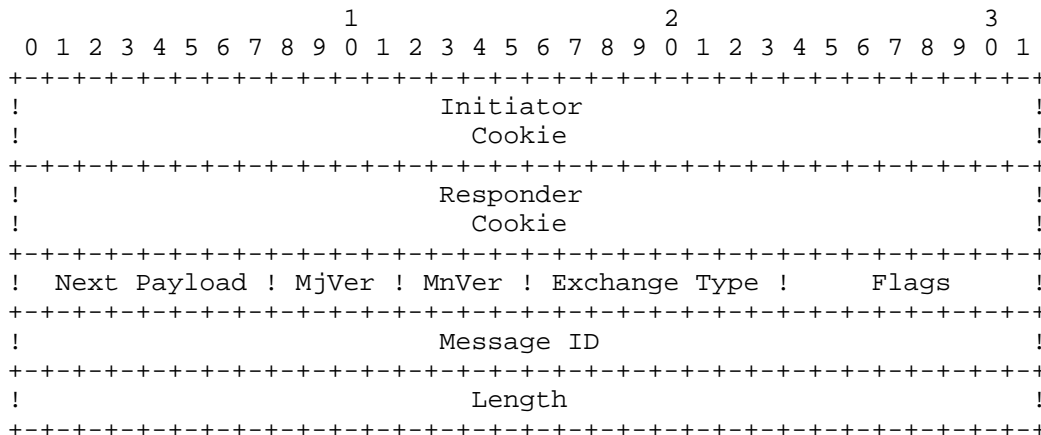 1                   2                   3
 0 1 2 3 4 5 6 7 8 9 0 1 2 3 4 5 6 7 8 9 0 1 2 3 4 5 6 7 8 9 0 1
+-+-+-+-+-+-+-+-+-+-+-+-+-+-+-+-+-+-+-+-+-+-+-+-+-+-+-+-+-+-+-+-+
!                          Initiator                            !
!                            Cookie                             !
+-+-+-+-+-+-+-+-+-+-+-+-+-+-+-+-+-+-+-+-+-+-+-+-+-+-+-+-+-+-+-+-+
!                          Responder                            !
!                            Cookie                             !
+-+-+-+-+-+-+-+-+-+-+-+-+-+-+-+-+-+-+-+-+-+-+-+-+-+-+-+-+-+-+-+-+
!  Next Payload ! MjVer ! MnVer ! Exchange Type !     Flags     !
+-+-+-+-+-+-+-+-+-+-+-+-+-+-+-+-+-+-+-+-+-+-+-+-+-+-+-+-+-+-+-+-+
!                          Message ID                           !
+-+-+-+-+-+-+-+-+-+-+-+-+-+-+-+-+-+-+-+-+-+-+-+-+-+-+-+-+-+-+-+-+
!                            Length                             !
+-+-+-+-+-+-+-+-+-+-+-+-+-+-+-+-+-+-+-+-+-+-+-+-+-+-+-+-+-+-+-+-+